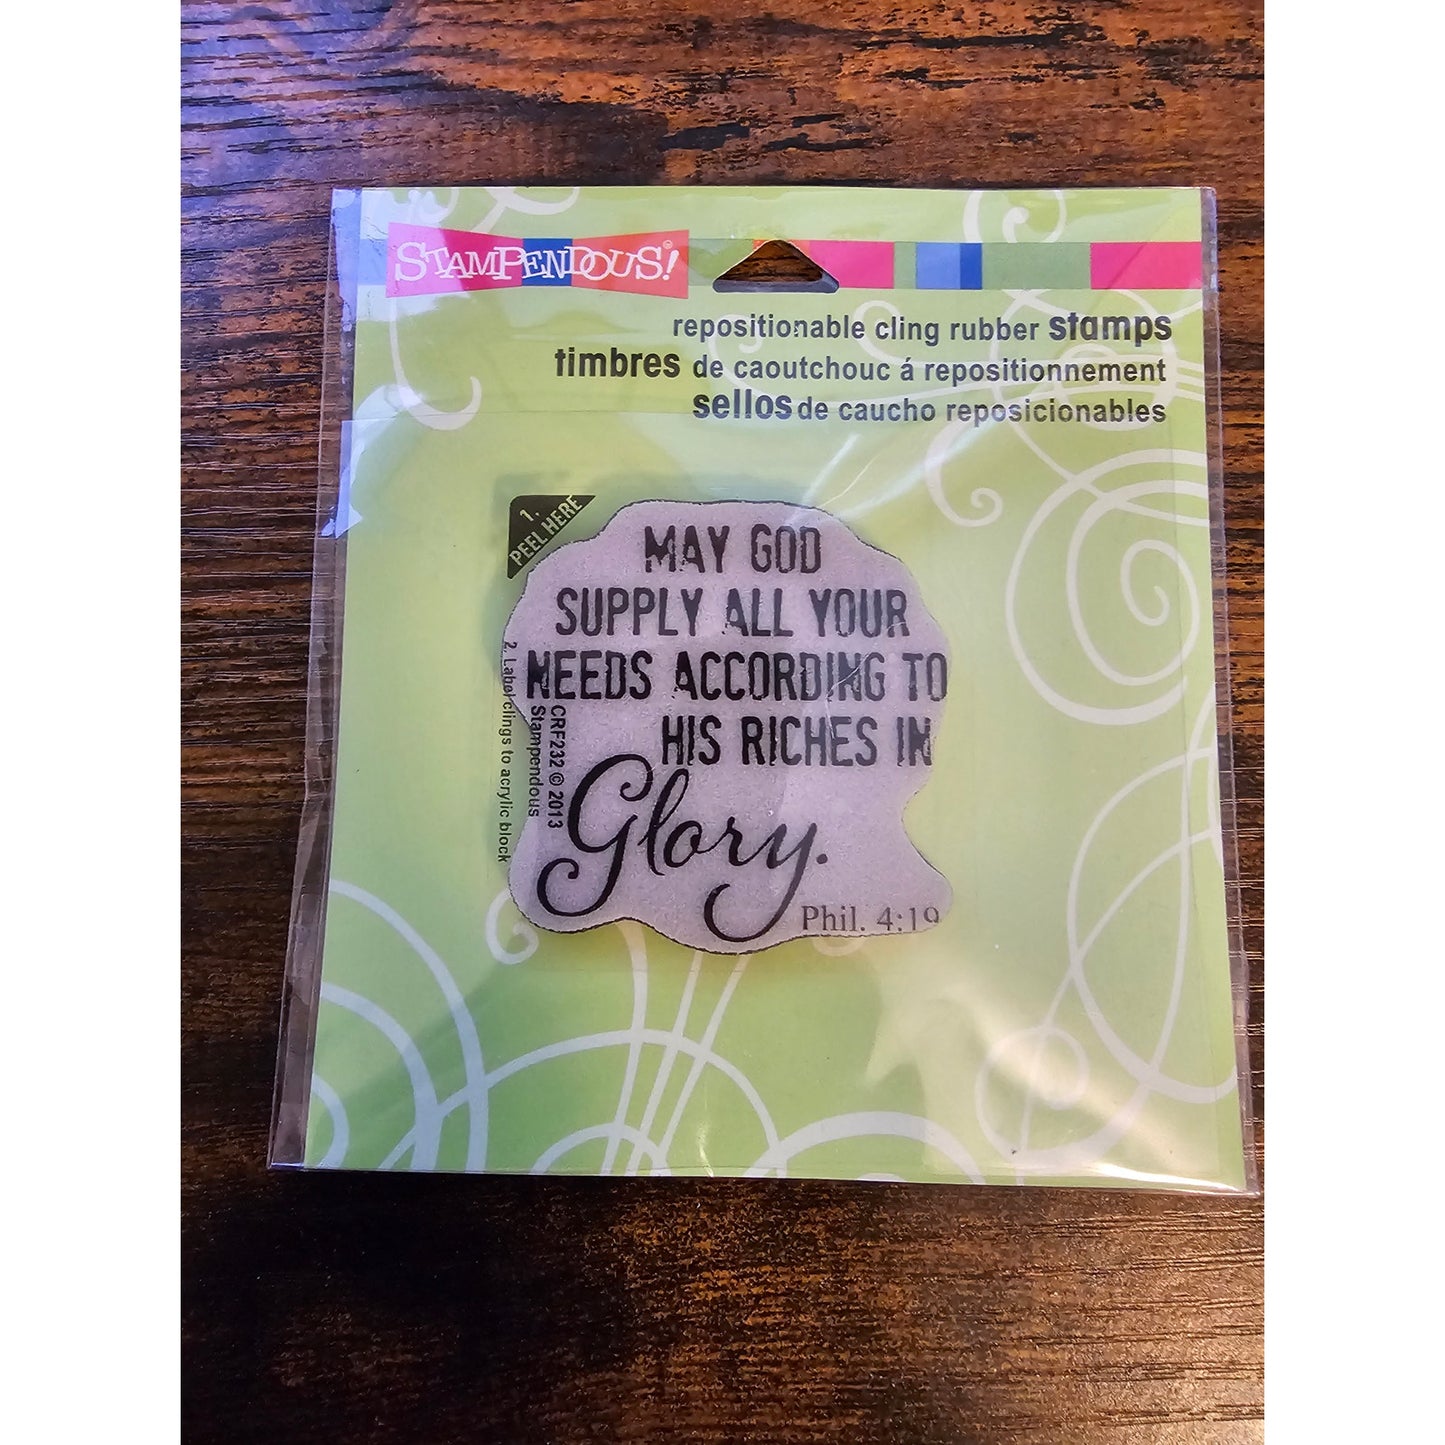 STAMPENDOUS!
repositionable cling rubber stamps
timbres de caoutchouc á repositionnement
sellos de caucho reposicionables
1.
PEEL HERE
MAY GOD
SUPPLY ALL YOUR
NEEDS ACCORDING TO
HIS RICHES IN
Glory.
Phil. 4:19
CRF232 © 2013
Stampendous
2. Label clings to acrylic block